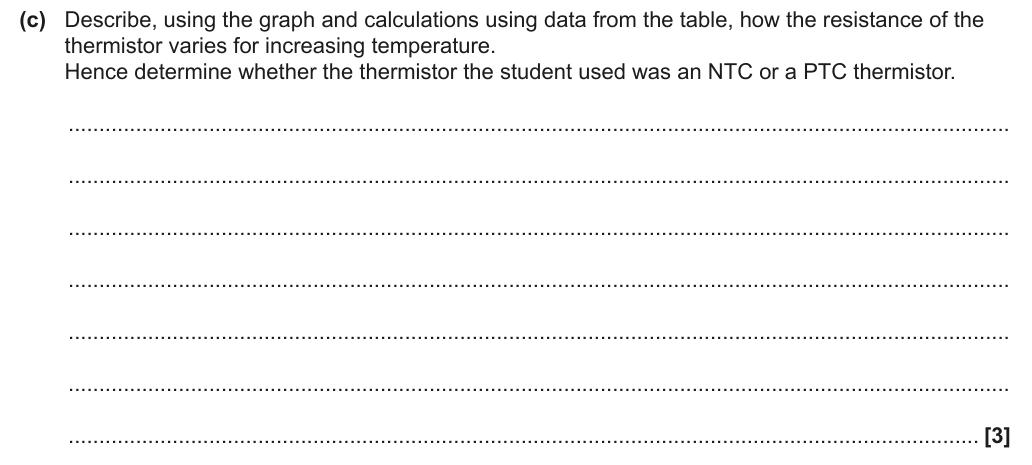 (c) Describe, using the graph and calculations using data from the table, how the resistance of the
thermistor varies for increasing temperature.
Hence determine whether the thermistor the student used was an NTC or a PTC thermistor.
[3]